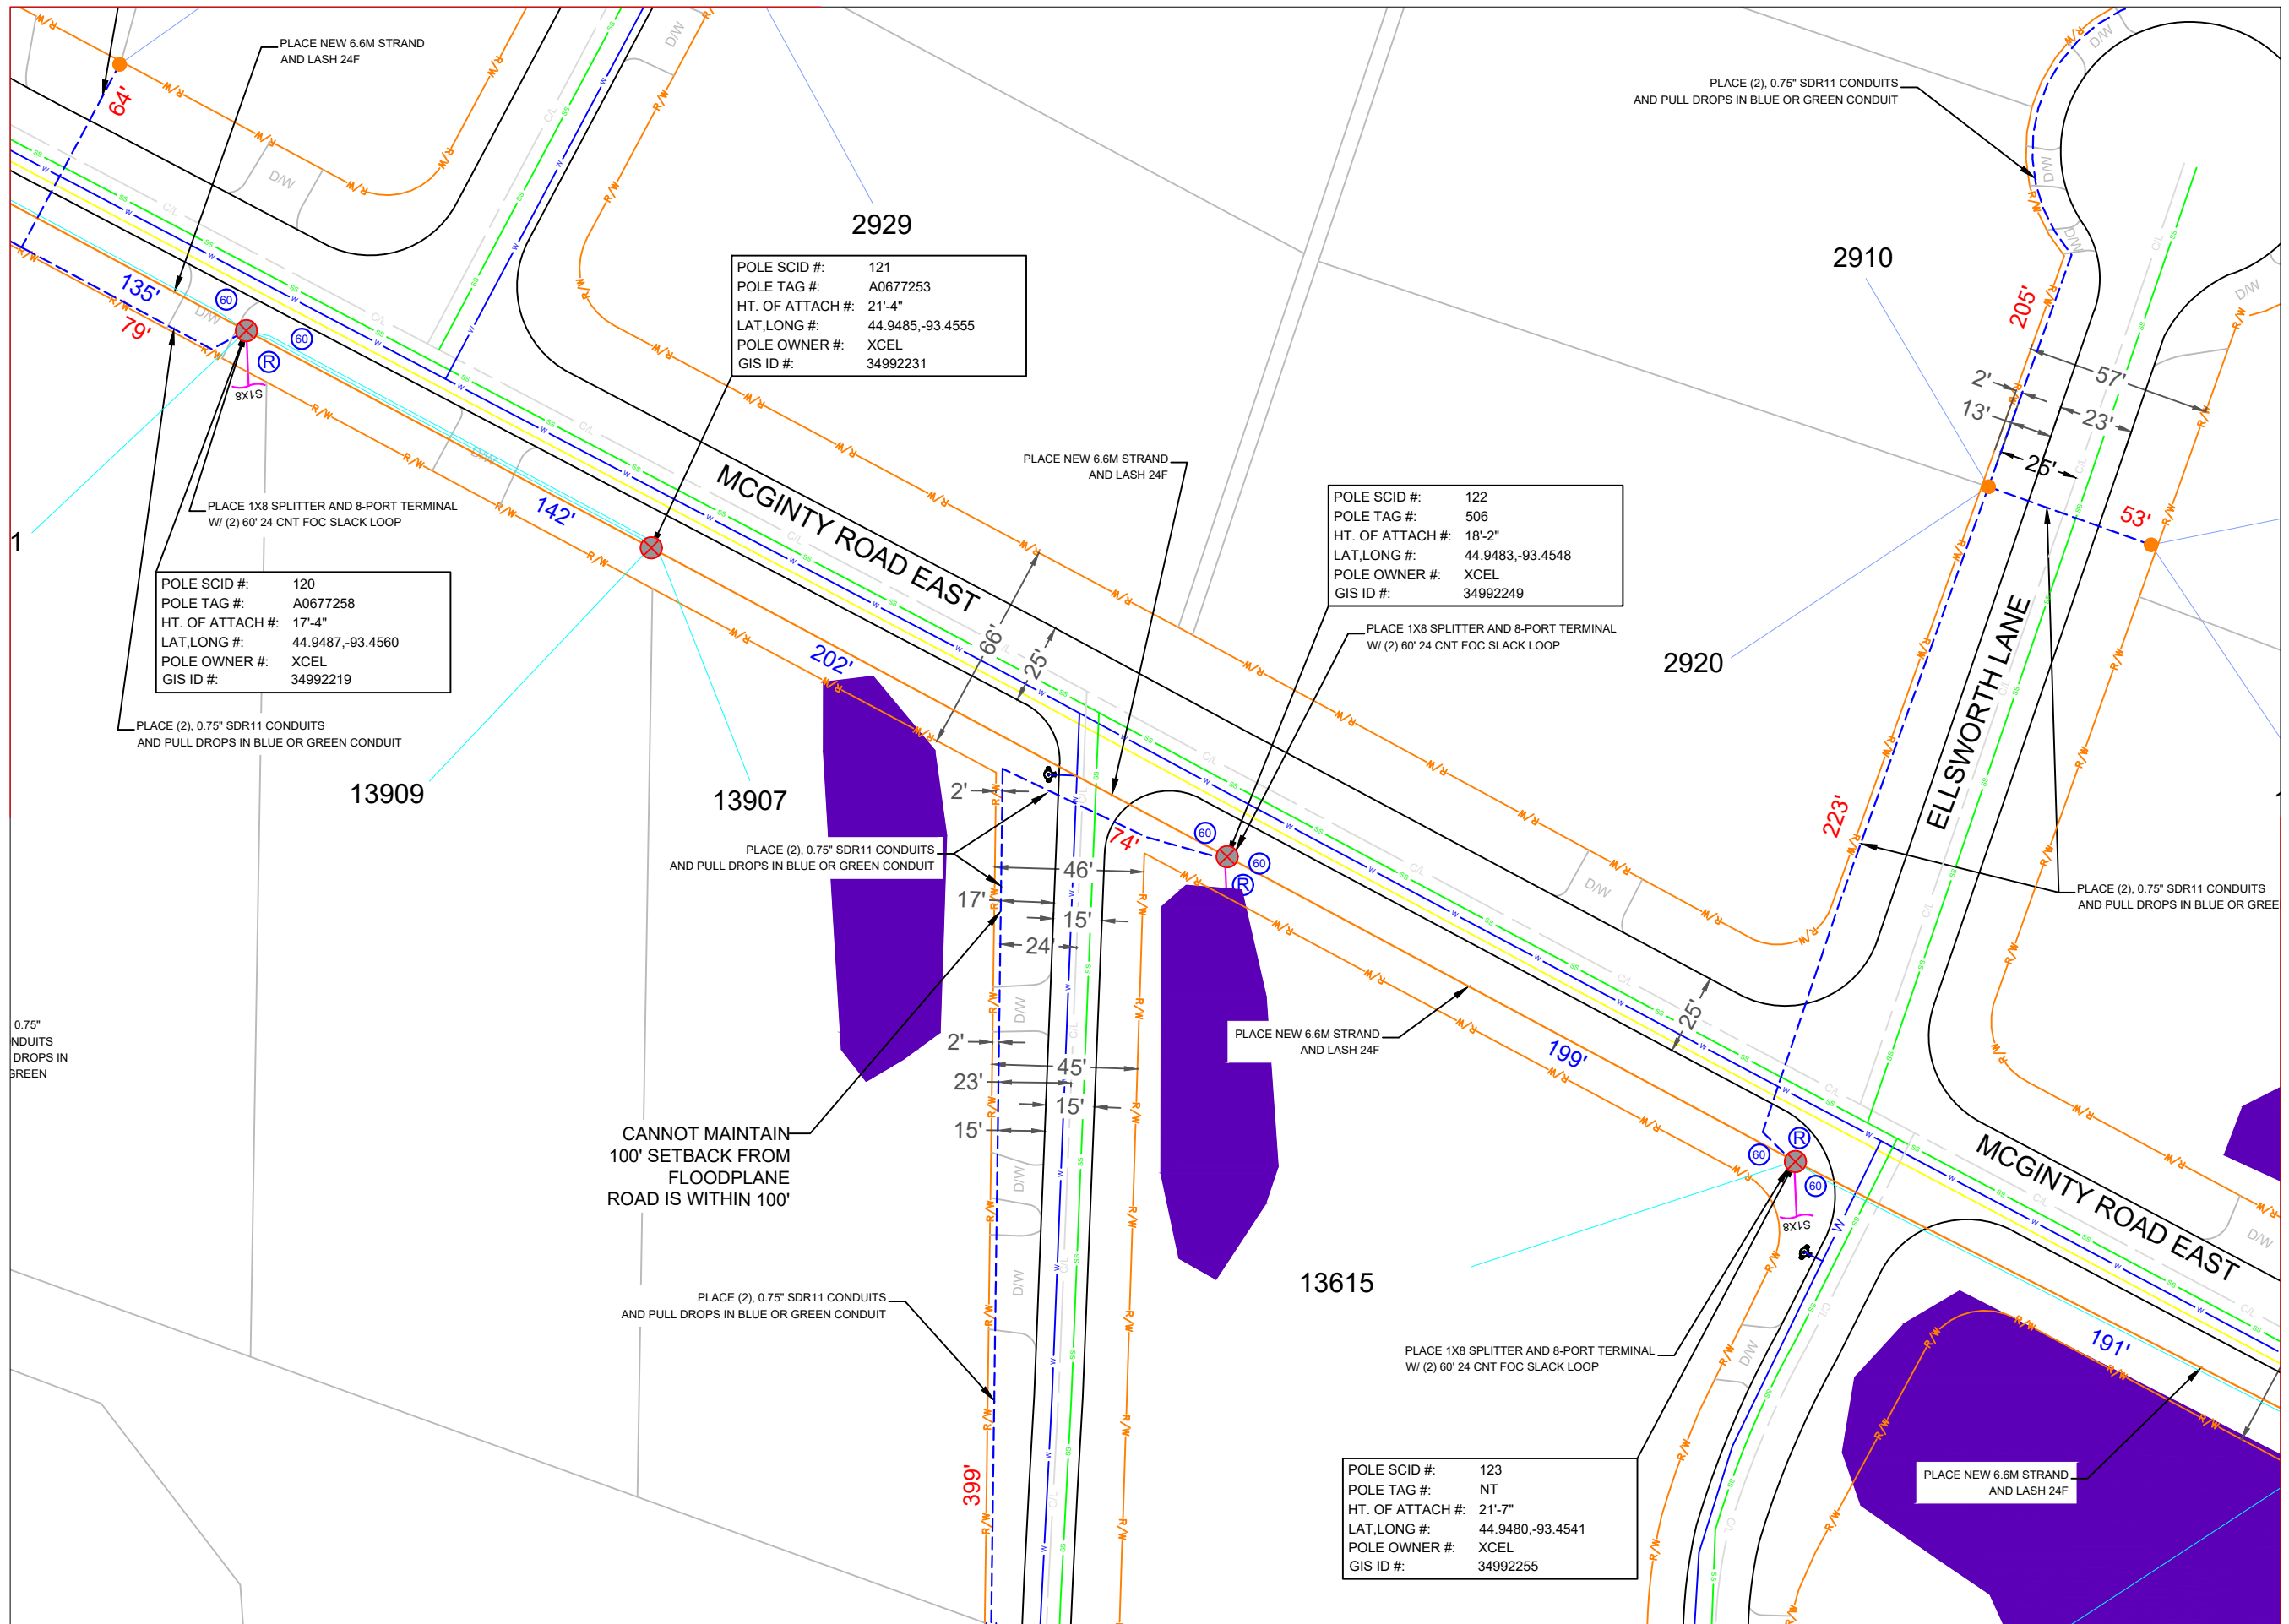 PLACE NEW 6.6M STRAND
AND LASH 24F
64'
135'
79'
60
60
R
S1X8
D/W
R/W
C/L
SS
W
PLACE 1X8 SPLITTER AND 8-PORT TERMINAL
W/ (2) 60' 24 CNT FOC SLACK LOOP
1
POLE SCID #: 120
POLE TAG #: A0677258
HT. OF ATTACH #: 17'-4"
LAT,LONG #: 44.9487,-93.4560
POLE OWNER #: XCEL
GIS ID #: 34992219
PLACE (2), 0.75" SDR11 CONDUITS
AND PULL DROPS IN BLUE OR GREEN CONDUIT
2929
POLE SCID #: 121
POLE TAG #: A0677253
HT. OF ATTACH #: 21'-4"
LAT,LONG #: 44.9485,-93.4555
POLE OWNER #: XCEL
GIS ID #: 34992231
142'
MCGINTY ROAD EAST
PLACE NEW 6.6M STRAND
AND LASH 24F
66'
25'
202'
13909
13907
POLE SCID #: 122
POLE TAG #: 506
HT. OF ATTACH #: 18'-2"
LAT,LONG #: 44.9483,-93.4548
POLE OWNER #: XCEL
GIS ID #: 34992249
PLACE 1X8 SPLITTER AND 8-PORT TERMINAL
W/ (2) 60' 24 CNT FOC SLACK LOOP
PLACE (2), 0.75" SDR11 CONDUITS
AND PULL DROPS IN BLUE OR GREEN CONDUIT
2910
205'
57'
2'
13'
23'
25'
53'
2920
ELLSWORTH LANE
223'
PLACE (2), 0.75" SDR11 CONDUITS
AND PULL DROPS IN BLUE OR GREE
2'
PLACE (2), 0.75" SDR11 CONDUITS
AND PULL DROPS IN BLUE OR GREEN CONDUIT
74'
60
60
R
46'
17'
15'
24'
2'
45'
23'
15'
15'
0.75"
NDUITS
DROPS IN
GREEN
CANNOT MAINTAIN
100' SETBACK FROM
FLOODPLANE
ROAD IS WITHIN 100'
PLACE NEW 6.6M STRAND
AND LASH 24F
199'
25'
60
R
60
S1X8
MCGINTY ROAD EAST
13615
PLACE (2), 0.75" SDR11 CONDUITS
AND PULL DROPS IN BLUE OR GREEN CONDUIT
399'
PLACE 1X8 SPLITTER AND 8-PORT TERMINAL
W/ (2) 60' 24 CNT FOC SLACK LOOP
191'
POLE SCID #: 123
POLE TAG #: NT
HT. OF ATTACH #: 21'-7"
LAT,LONG #: 44.9480,-93.4541
POLE OWNER #: XCEL
GIS ID #: 34992255
PLACE NEW 6.6M STRAND
AND LASH 24F